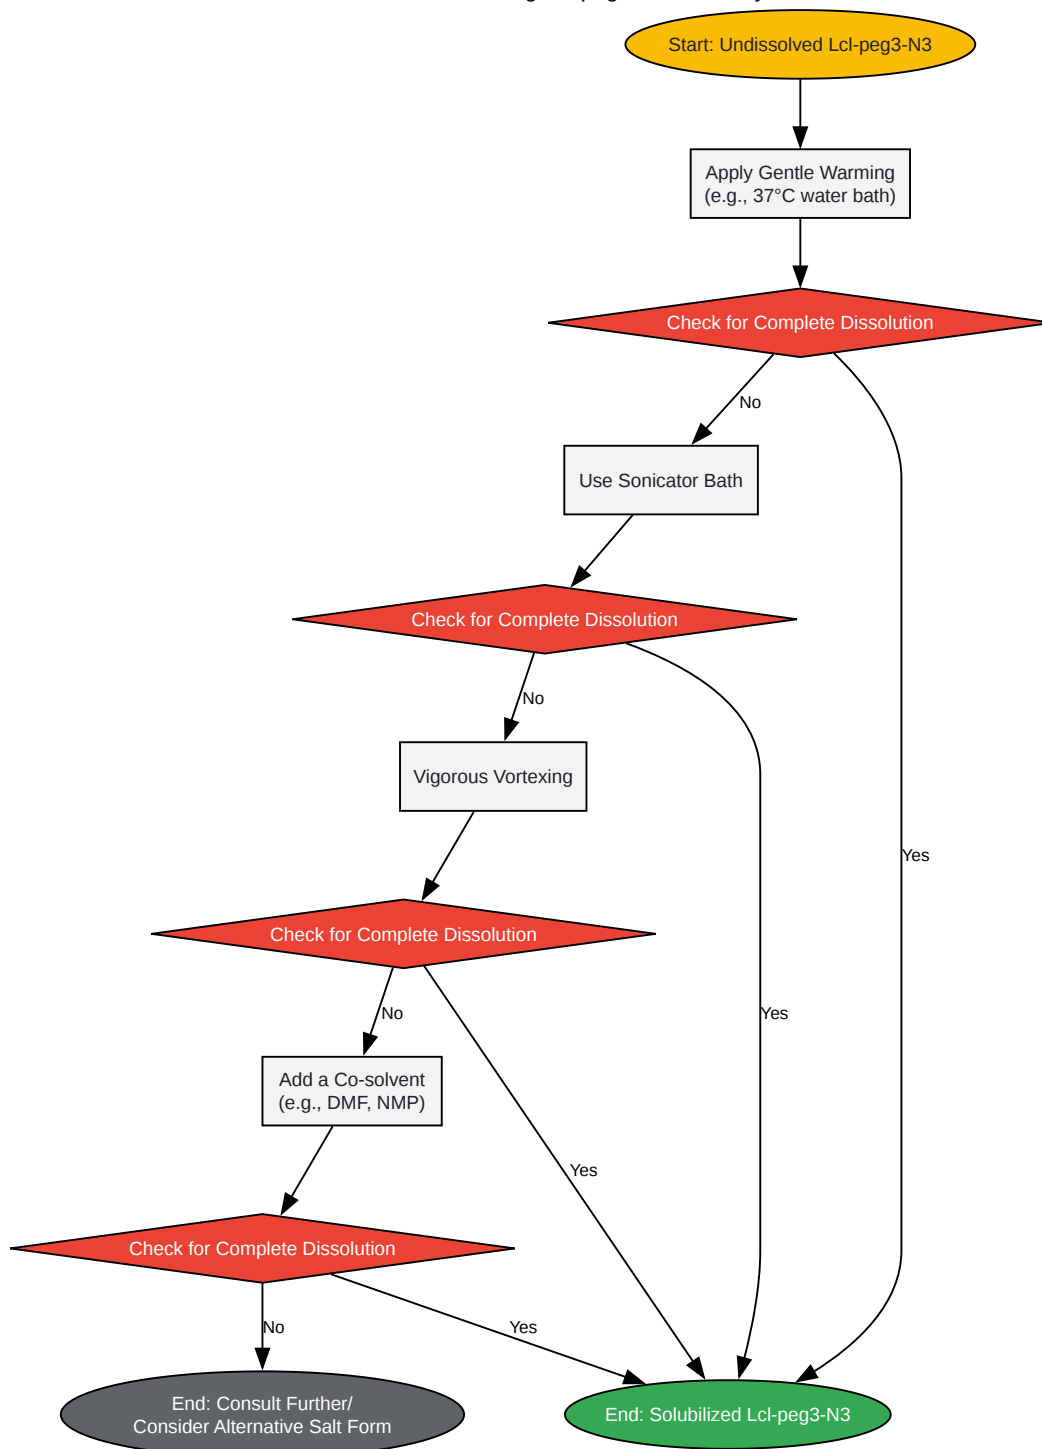 Start: Undissolved Lcl-peg3-N3
Apply Gentle Warming
(e.g., 37°C water bath)
Check for Complete Dissolution
No
Use Sonicator Bath
Check for Complete Dissolution
No
Vigorous Vortexing
Yes
Check for Complete Dissolution
No
Yes
Add a Co-solvent
(e.g., DMF, NMP)
Yes
Check for Complete Dissolution
No
Yes
End: Consult Further/
Consider Alternative Salt Form
End: Solubilized Lcl-peg3-N3